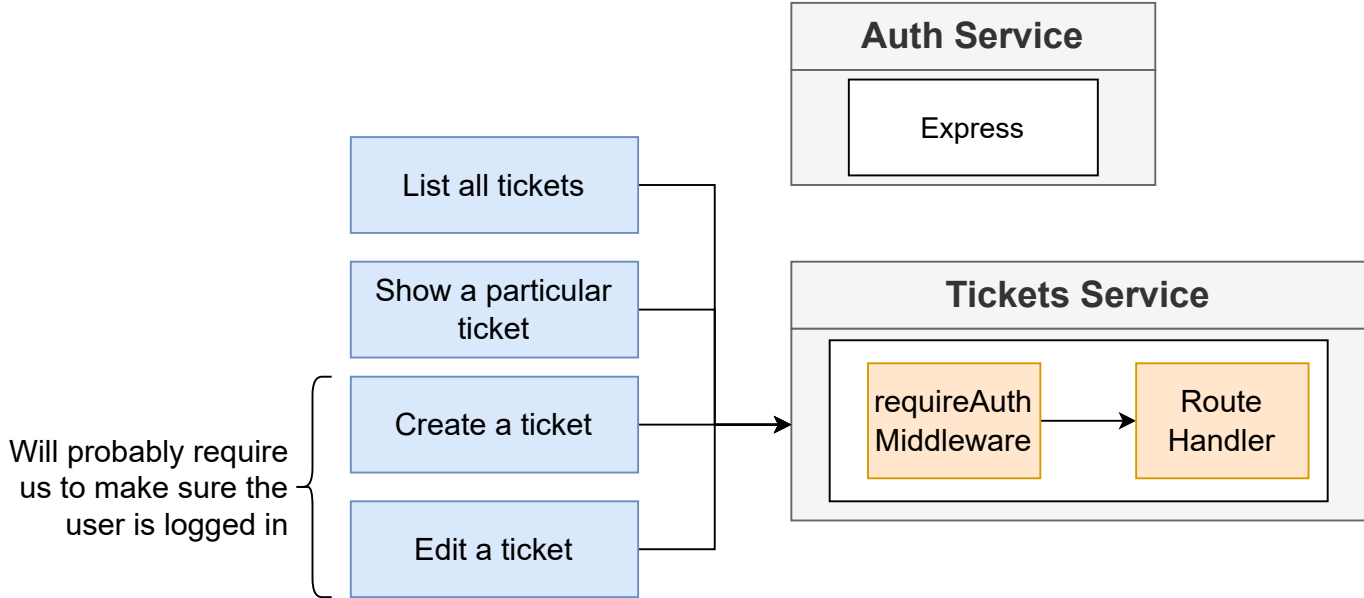 Auth Service
Express
List all tickets
Show a particular
ticket
Create a ticket
Edit a ticket
Will probably require
us to make sure the
user is logged in
Tickets Service
requireAuth
Middleware
Route
Handler